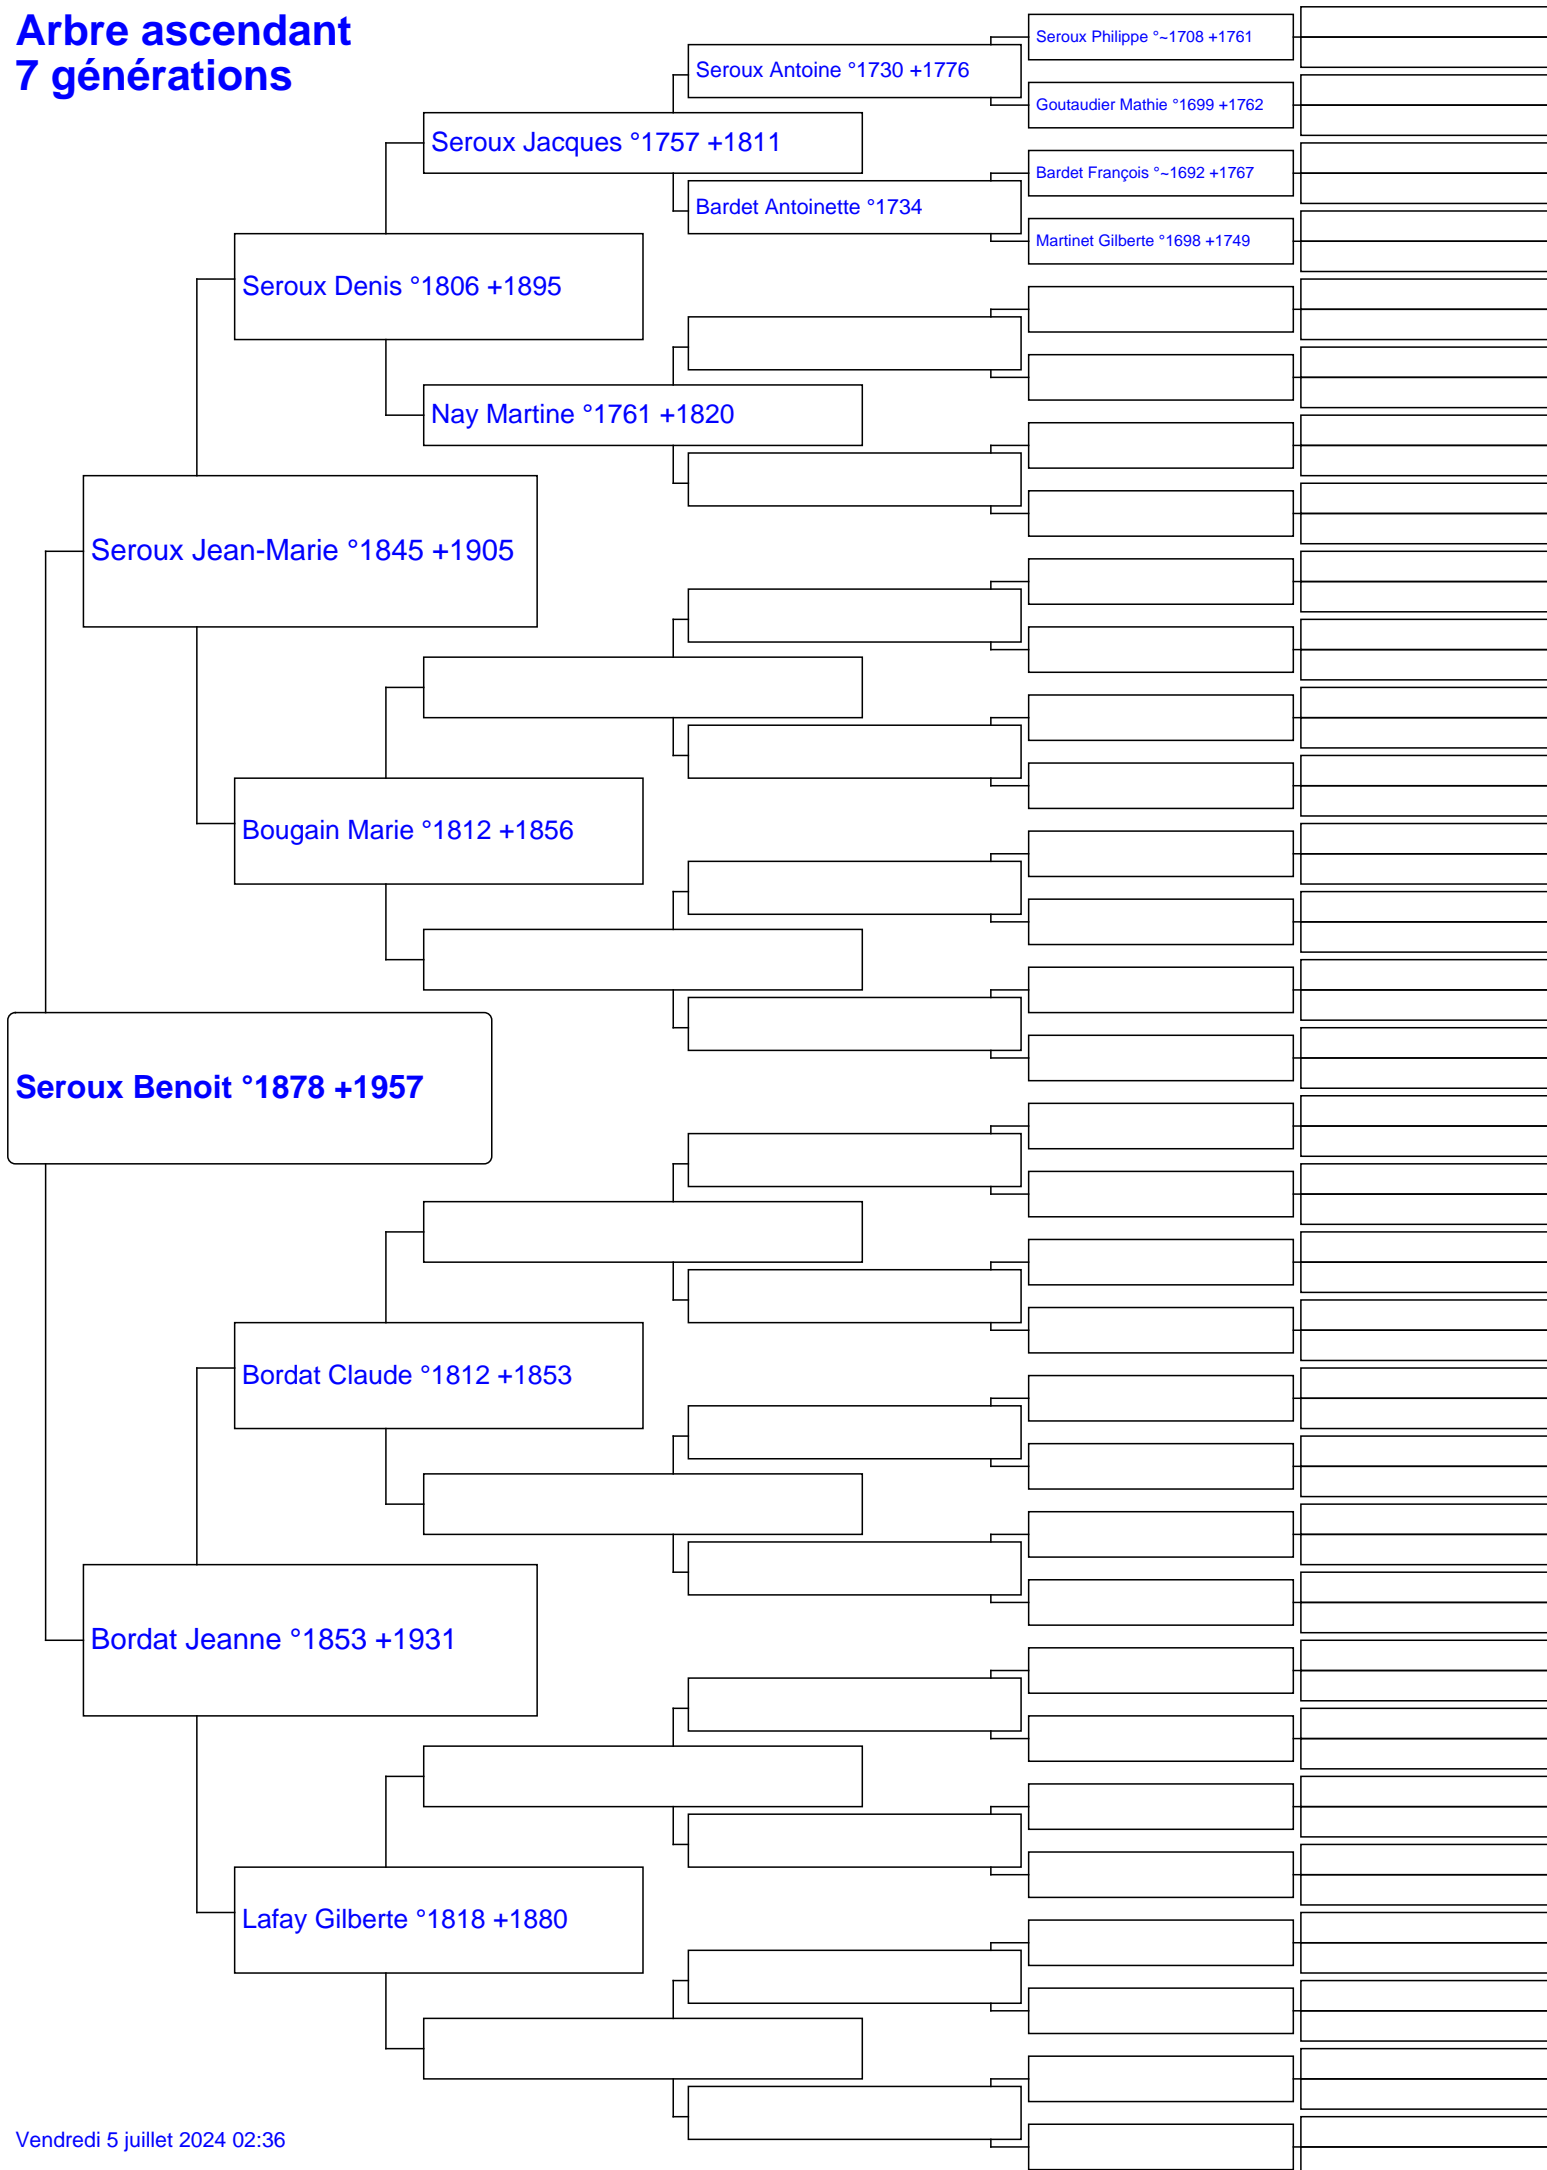 Arbre ascendant
7 générations
Seroux Philippe °~1708 +1761
Seroux Antoine °1730 +1776
Goutaudier Mathie °1699 +1762
Seroux Jacques °1757 +1811
Bardet François °~1692 +1767
Bardet Antoinette °1734
Martinet Gilberte °1698 +1749
Seroux Denis °1806 +1895
Nay Martine °1761 +1820
Seroux Jean-Marie °1845 +1905
Bougain Marie °1812 +1856
Seroux Benoit °1878 +1957
Bordat Claude °1812 +1853
Bordat Jeanne °1853 +1931
Lafay Gilberte °1818 +1880
Vendredi 5 juillet 2024 02:36